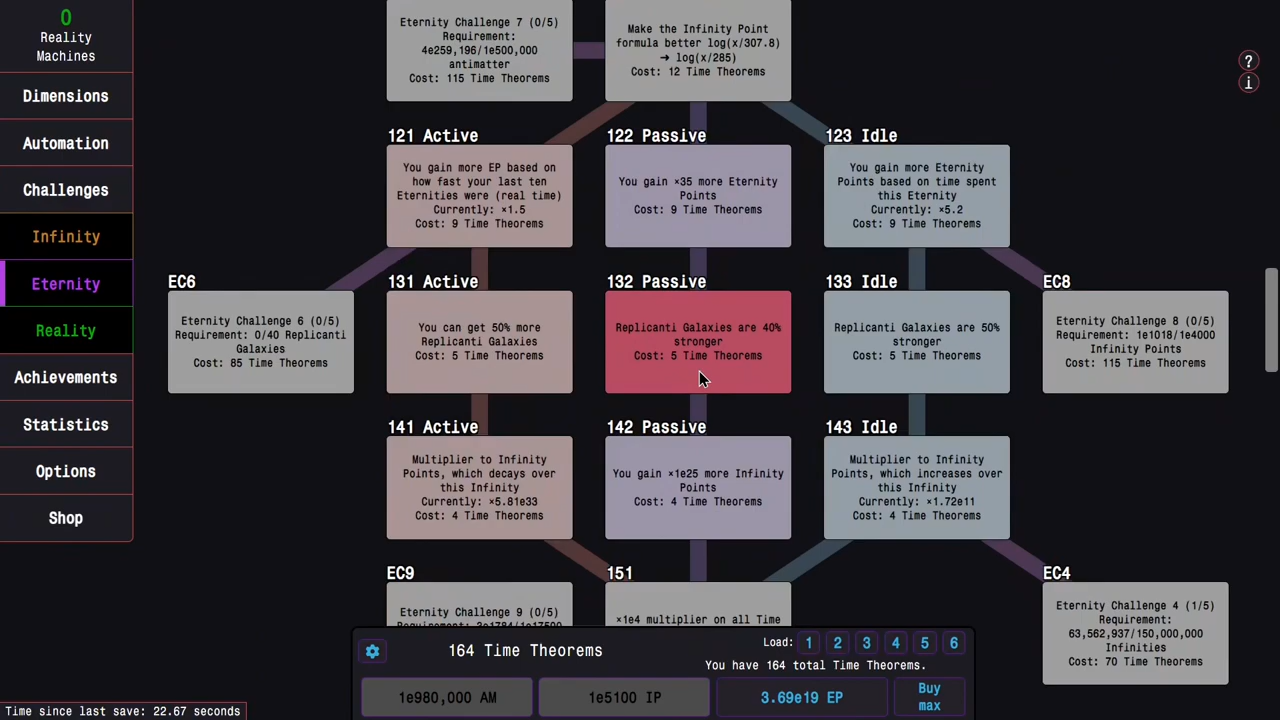 0
Reality
Machines
Dimensions
Automation
Challenges
Infinity
Eternity
Reality
Achievements
Statistics
Options
Shop
Time since last save: 22.67 seconds
?
i
Eternity Challenge 7 (0/5)
Requirement:
4e259,196/1e500,000
antimatter
Cost: 115 Time Theorems
Make the Infinity Point
formula better log(x/307.8)
➜ log(x/285)
Cost: 12 Time Theorems
121 Active
You gain more EP based on
how fast your last ten
Eternities were (real time)
Currently: ×1.5
Cost: 9 Time Theorems
122 Passive
You gain ×35 more Eternity
Points
Cost: 9 Time Theorems
123 Idle
You gain more Eternity
Points based on time spent
this Eternity
Currently: ×5.2
Cost: 9 Time Theorems
EC6
Eternity Challenge 6 (0/5)
Requirement: 0/40 Replicanti
Galaxies
Cost: 85 Time Theorems
131 Active
You can get 50% more
Replicanti Galaxies
Cost: 5 Time Theorems
132 Passive
Replicanti Galaxies are 40%
stronger
Cost: 5 Time Theorems
133 Idle
Replicanti Galaxies are 50%
stronger
Cost: 5 Time Theorems
EC8
Eternity Challenge 8 (0/5)
Requirement: 1e1018/1e4000
Infinity Points
Cost: 115 Time Theorems
141 Active
Multiplier to Infinity
Points, which decays over
this Infinity
Currently: ×5.81e33
Cost: 4 Time Theorems
142 Passive
You gain ×1e25 more Infinity
Points
Cost: 4 Time Theorems
143 Idle
Multiplier to Infinity
Points, which increases over
this Infinity
Currently: ×1.72e11
Cost: 4 Time Theorems
EC9
Eternity Challenge 9 (0/5)
Requirement: 3e1784/1e17500
151
×1e4 multiplier on all Time
EC4
Eternity Challenge 4 (1/5)
Requirement:
63,562,937/150,000,000
Infinities
Cost: 70 Time Theorems
164 Time Theorems
Load: 1 2 3 4 5 6
You have 164 total Time Theorems.
1e980,000 AM
1e5100 IP
3.69e19 EP
Buy
max